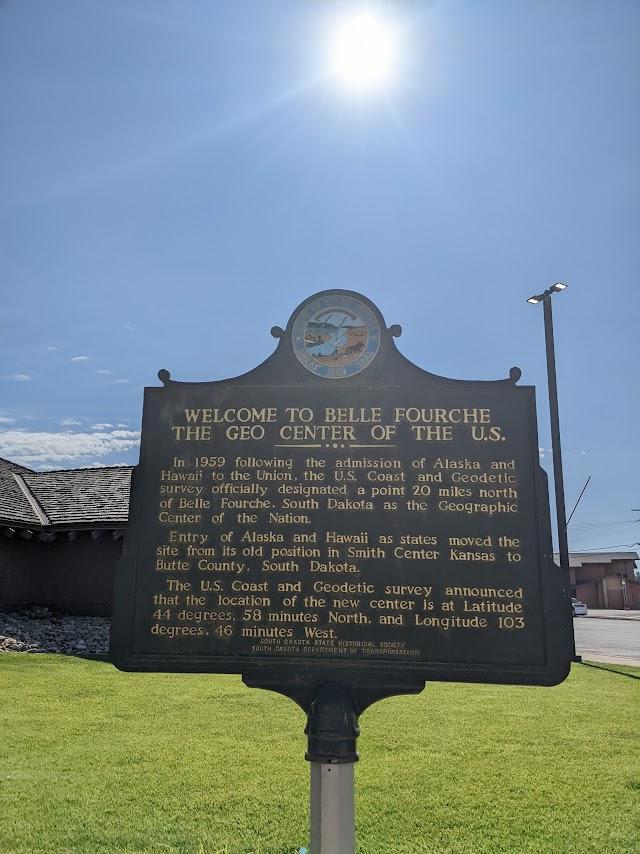 GREAT 1889 SEAL
WELCOME TO BELLE FOURCHE
THE GEO CENTER OF THE U.S.
In 1959 following the admission of Alaska and
Hawaii to the Union, the U.S. Coast and Geodetic
survey officially designated a point 20 miles north
of Belle Fourche, South Dakota as the Geographic
Center of the Nation.
Entry of Alaska and Hawaii as states moved the
site from its old position in Smith Center Kansas to
Butte County, South Dakota.
The U.S. Coast and Geodetic survey announced
that the location of the new center is at Latitude
44 degrees, 58 minutes North, and Longitude 103
degrees, 46 minutes West.
SOUTH DAKOTA STATE HISTORICAL SOCIETY
SOUTH DAKOTA DEPARTMENT OF TRANSPORTATION